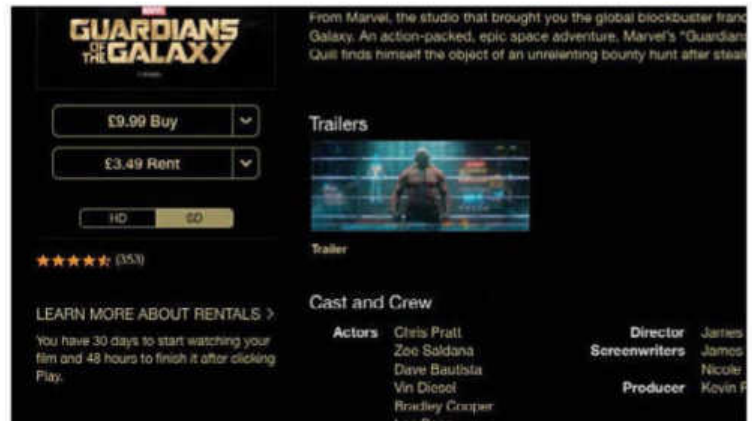 MARVEL
GUARDIANS
OF THE GALAXY
£9.99 Buy
£3.49 Rent
HD SD
(353)
LEARN MORE ABOUT RENTALS >
You have 30 days to start watching your
film and 48 hours to finish it after clicking
Play.
From Marvel, the studio that brought you the global blockbuster
Galaxy. An action-packed, epic space adventure, Marvel's "Guardians
Quill finds himself the object of an unrelenting bounty hunt after
Trailers
Trailer
Cast and Crew
Actors Chris Pratt
Zoe Saldana
Dave Bautista
Vin Diesel
Bradley Cooper
Director James
Screenwriters James
Nicole
Producer Kevin